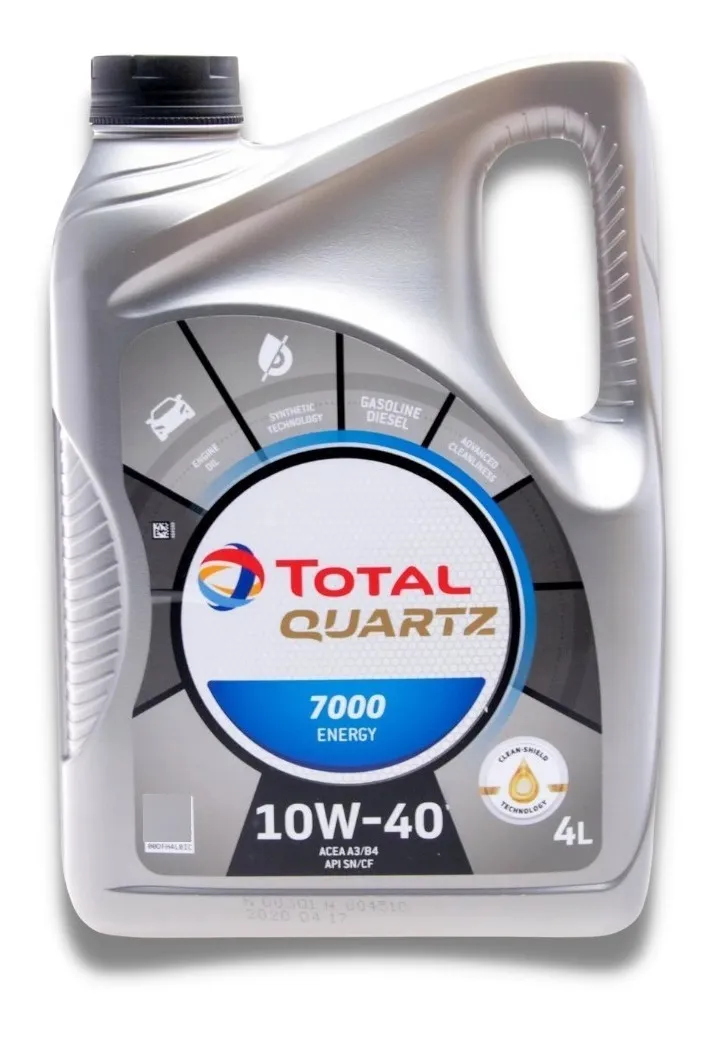 ENGINE
OIL
SYNTHETIC
TECHNOLOGY
GASOLINE
DIESEL
ADVANCED
CLEANLINESS
TOTAL
QUARTZ
7000
ENERGY
CLEAN-SHIELD
TECHNOLOGY
10W-40
4L
ACEA A3/B4
API SN/CF
2020 04 17